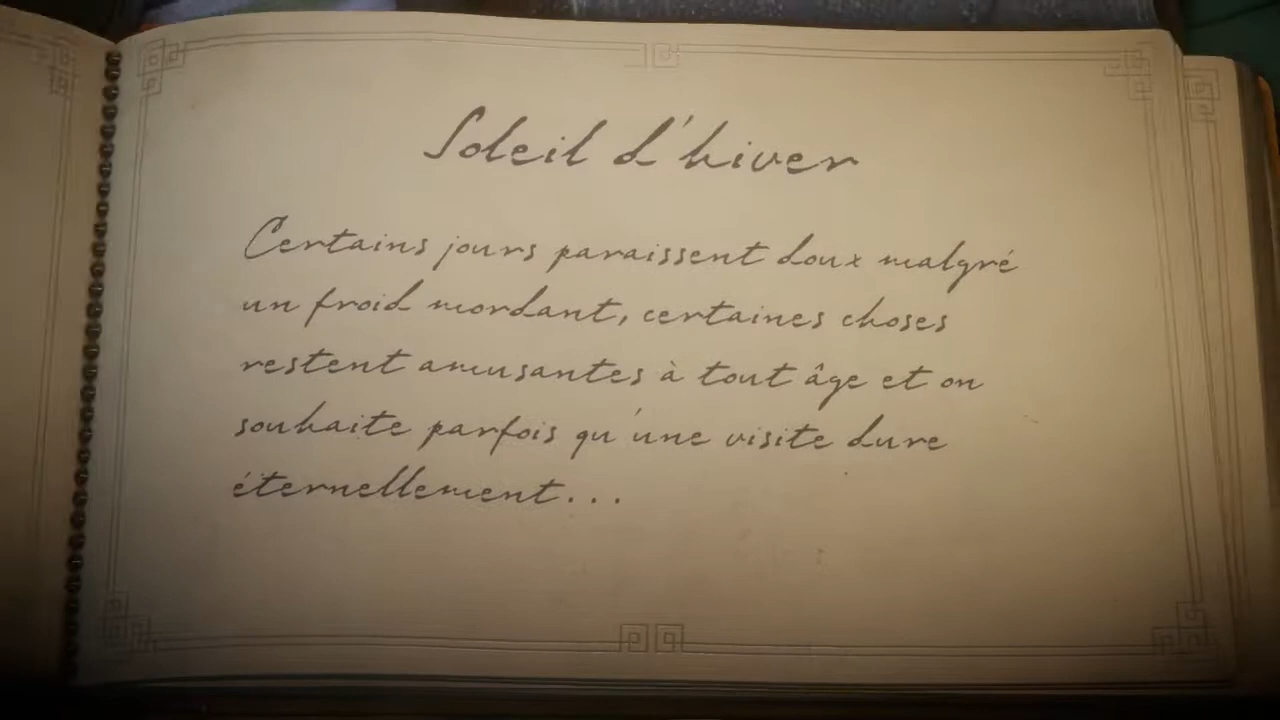 Soleil d'hiver
Certains jours paraissent doux malgré
un froid mordant, certaines choses
restent amusantes à tout âge et on
souhaite parfois qu'une visite dure
éternellement...